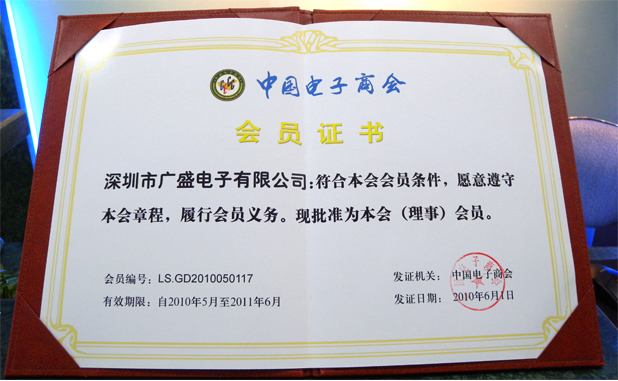 中国电子商会
会员证书
深圳市广盛电子有限公司:符合本会会员条件，愿意遵守
本会章程，履行会员义务。现批准为本会（理事）会员。
会员编号：LS.GD2010050117
发证机关：中国电子商会
有效期限：自2010年5月至2011年6月
发证日期：2010年6月1日